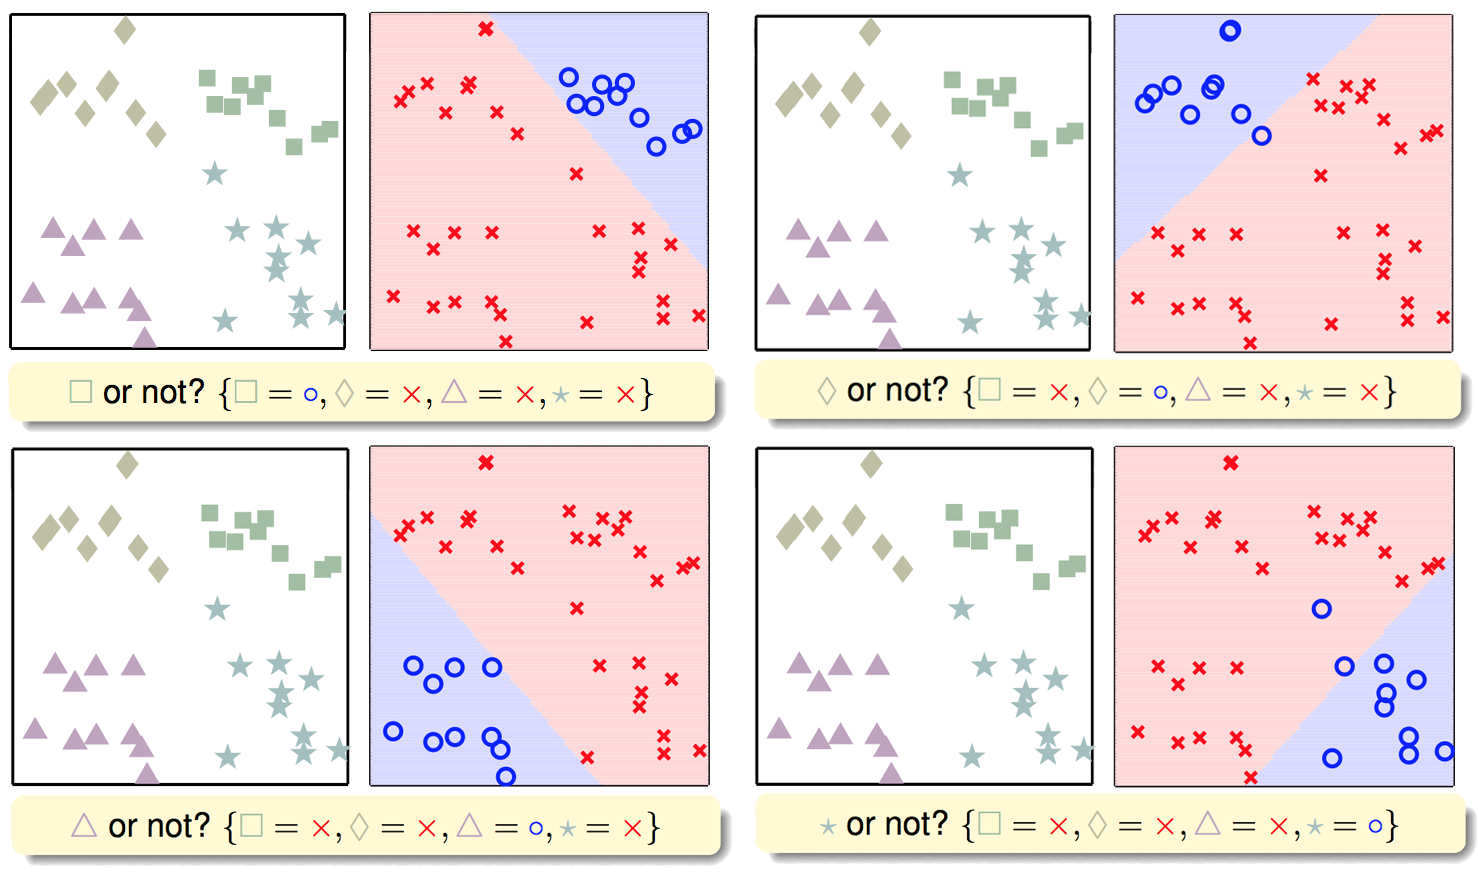 □ or not? {□ = ○, ◇ = ×, △ = ×, ☆ = ×}
◇ or not? {□ = ×, ◇ = ○, △ = ×, ☆ = ×}
△ or not? {□ = ×, ◇ = ×, △ = ○, ☆ = ×}
☆ or not? {□ = ×, ◇ = ×, △ = ×, ☆ = ○}